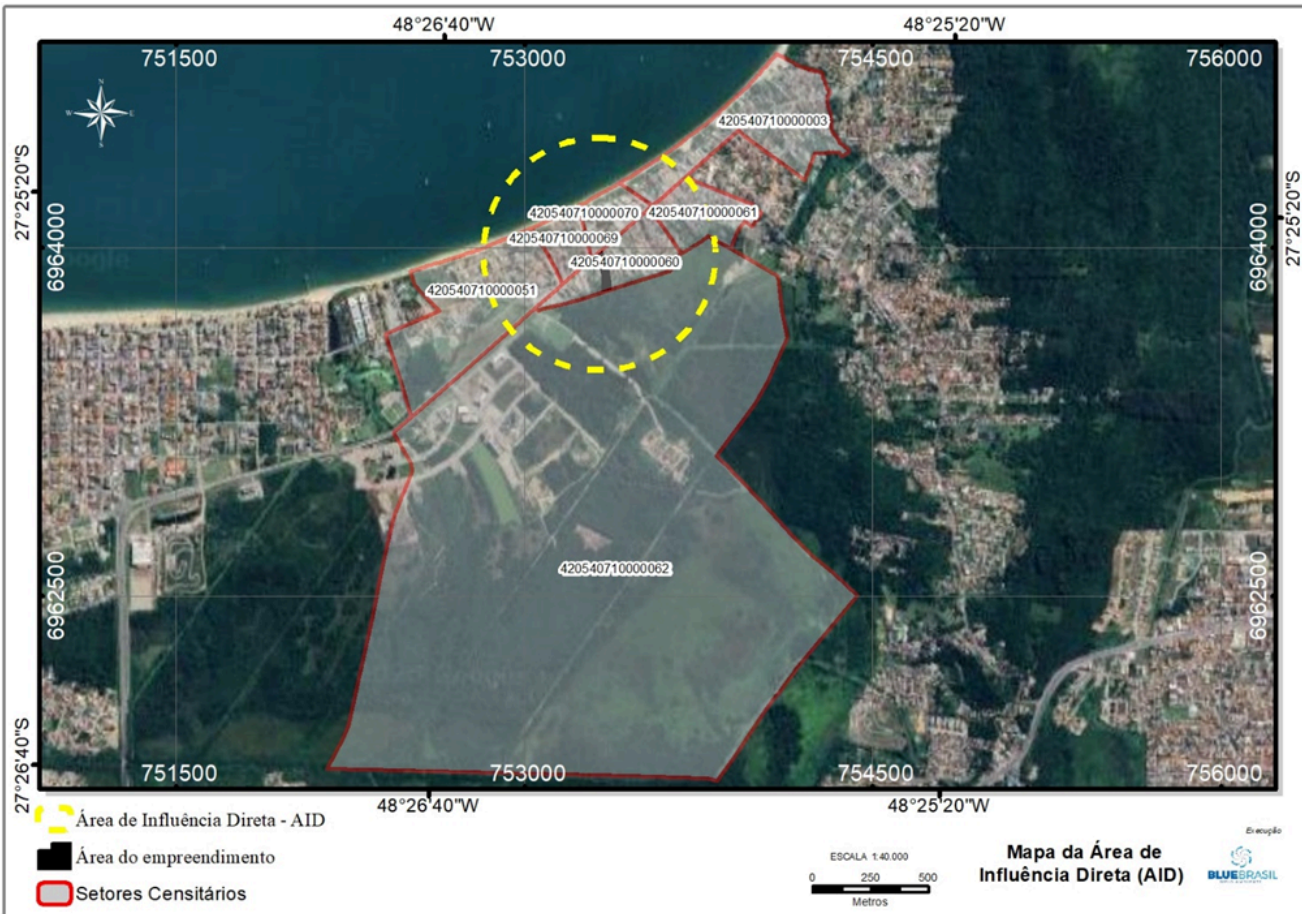 48°26'40"W
48°25'20"W
751500
753000
754500
756000
N
W
E
S
420540710000003
27°25'20"S
27°25'20"S
420540710000070
420540710000061
6964000
420540710000069
6964000
420540710000060
420540710000051
6962500
420540710000062
6962500
27°26'40"S
751500
753000
754500
756000
48°26'40"W
48°25'20"W
Área de Influência Direta - AID
Área do empreendimento
Setores Censitários
ESCALA 1:40.000
0 250 500
Metros
Mapa da Área de
Influência Direta (AID)
Execução
BLUEBRASIL